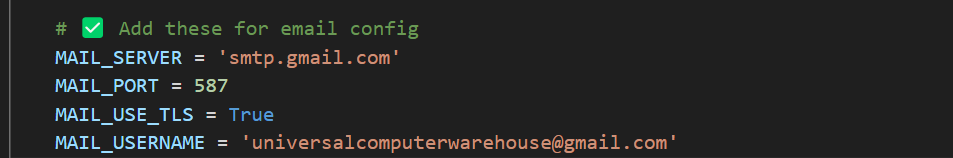 # ✅ Add these for email config
MAIL_SERVER = 'smtp.gmail.com'
MAIL_PORT = 587
MAIL_USE_TLS = True
MAIL_USERNAME = 'universalcomputerwarehouse@gmail.com'